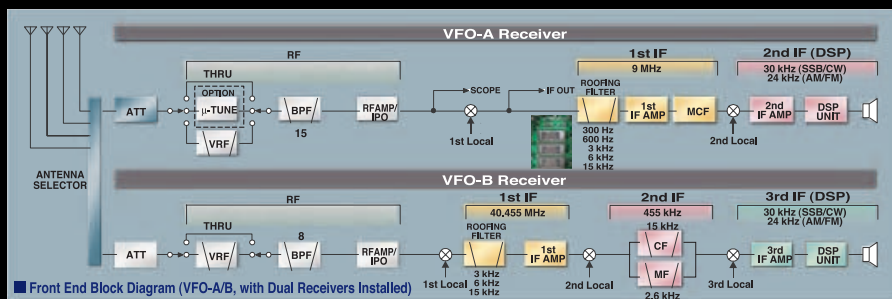 VFO-A Receiver
RF
1st IF
9 MHz
2nd IF (DSP)
30 kHz (SSB/CW)
24 kHz (AM/FM)
THRU
OPTION
μ-TUNE
VRF
ATT
BPF
15
RFAMP/
IPO
SCOPE
1st Local
IF OUT
ROOFING
FILTER
300 Hz
600 Hz
3 kHz
6 kHz
15 kHz
1st
IF AMP
MCF
2nd Local
2nd
IF AMP
DSP
UNIT
ANTENNA
SELECTOR
VFO-B Receiver
RF
1st IF
40,455 MHz
2nd IF
455 kHz
3rd IF (DSP)
30 kHz (SSB/CW)
24 kHz (AM/FM)
ATT
THRU
VRF
8
BPF
RFAMP/
IPO
1st Local
ROOFING
FILTER
3 kHz
6 kHz
15 kHz
1st
IF AMP
2nd Local
15 kHz
CF
MF
2.6 kHz
3rd Local
3rd
IF AMP
DSP
UNIT
Front End Block Diagram (VFO-A/B, with Dual Receivers Installed)